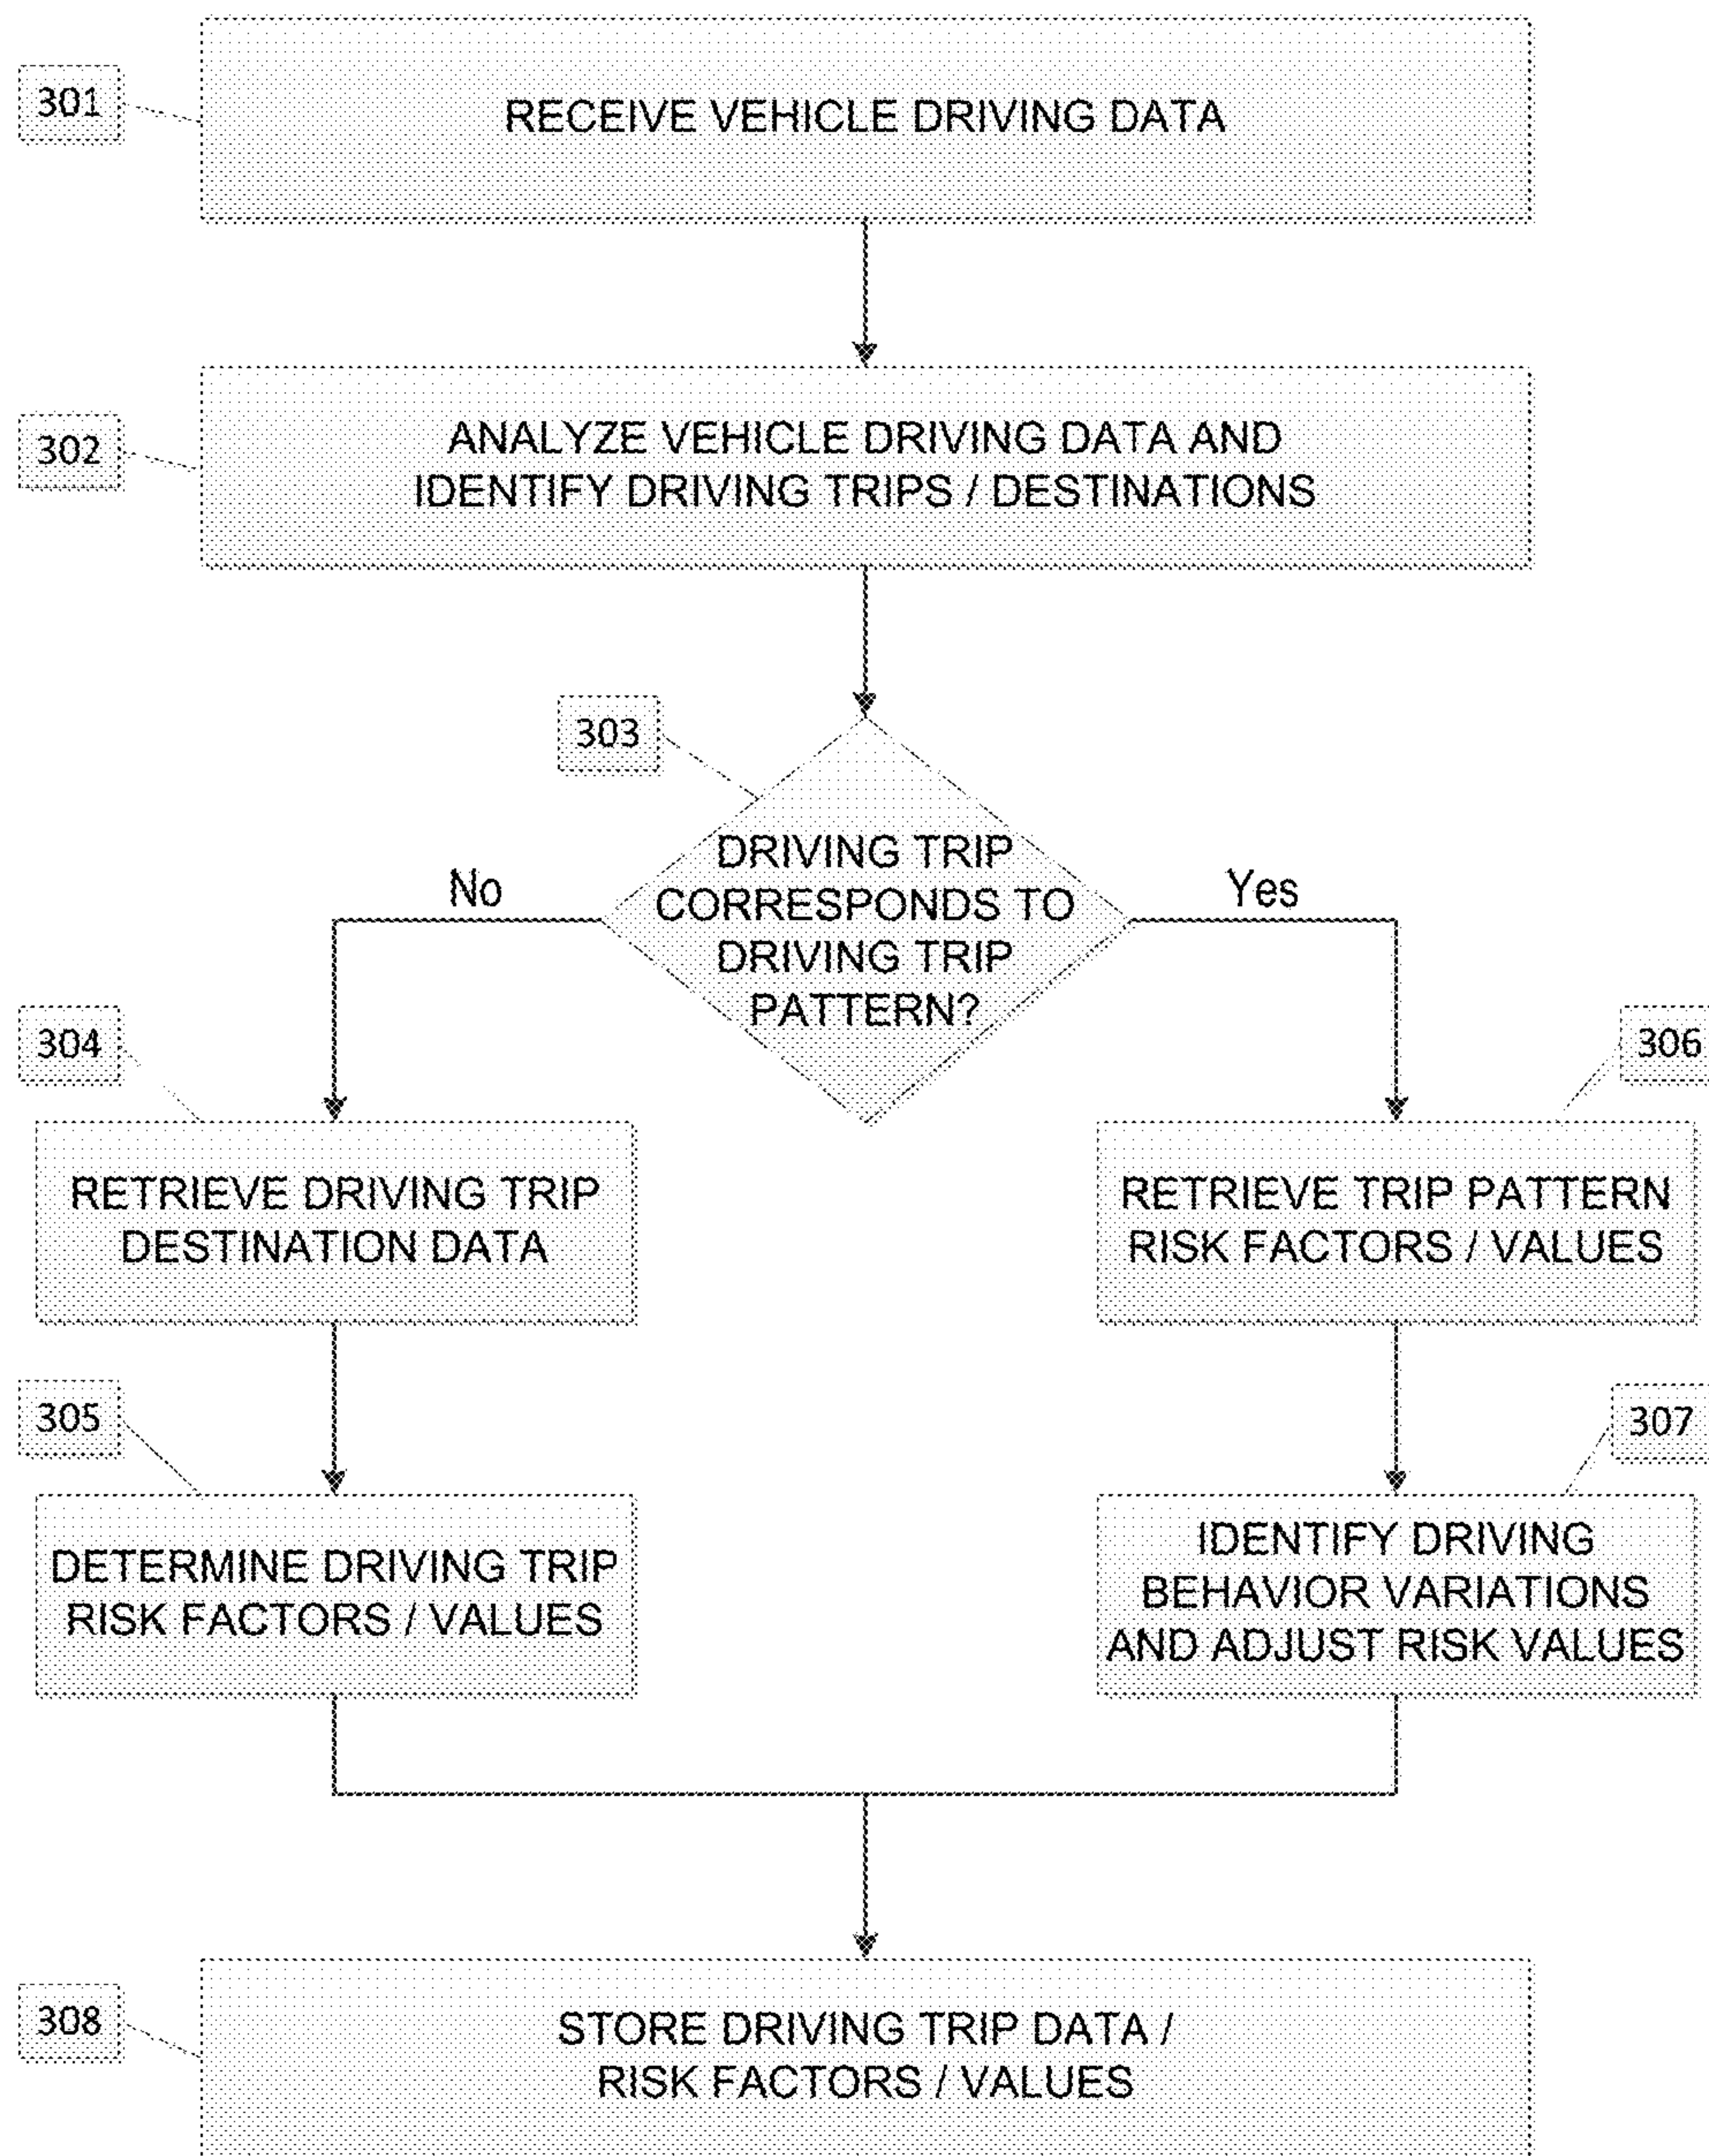 301
RECEIVE VEHICLE DRIVING DATA
302
ANALYZE VEHICLE DRIVING DATA AND
IDENTIFY DRIVING TRIPS / DESTINATIONS
303
DRIVING TRIP
CORRESPONDS TO
DRIVING TRIP
PATTERN?
No
Yes
304
RETRIEVE DRIVING TRIP
DESTINATION DATA
306
RETRIEVE TRIP PATTERN
RISK FACTORS / VALUES
305
DETERMINE DRIVING TRIP
RISK FACTORS / VALUES
307
IDENTIFY DRIVING
BEHAVIOR VARIATIONS
AND ADJUST RISK VALUES
308
STORE DRIVING TRIP DATA /
RISK FACTORS / VALUES